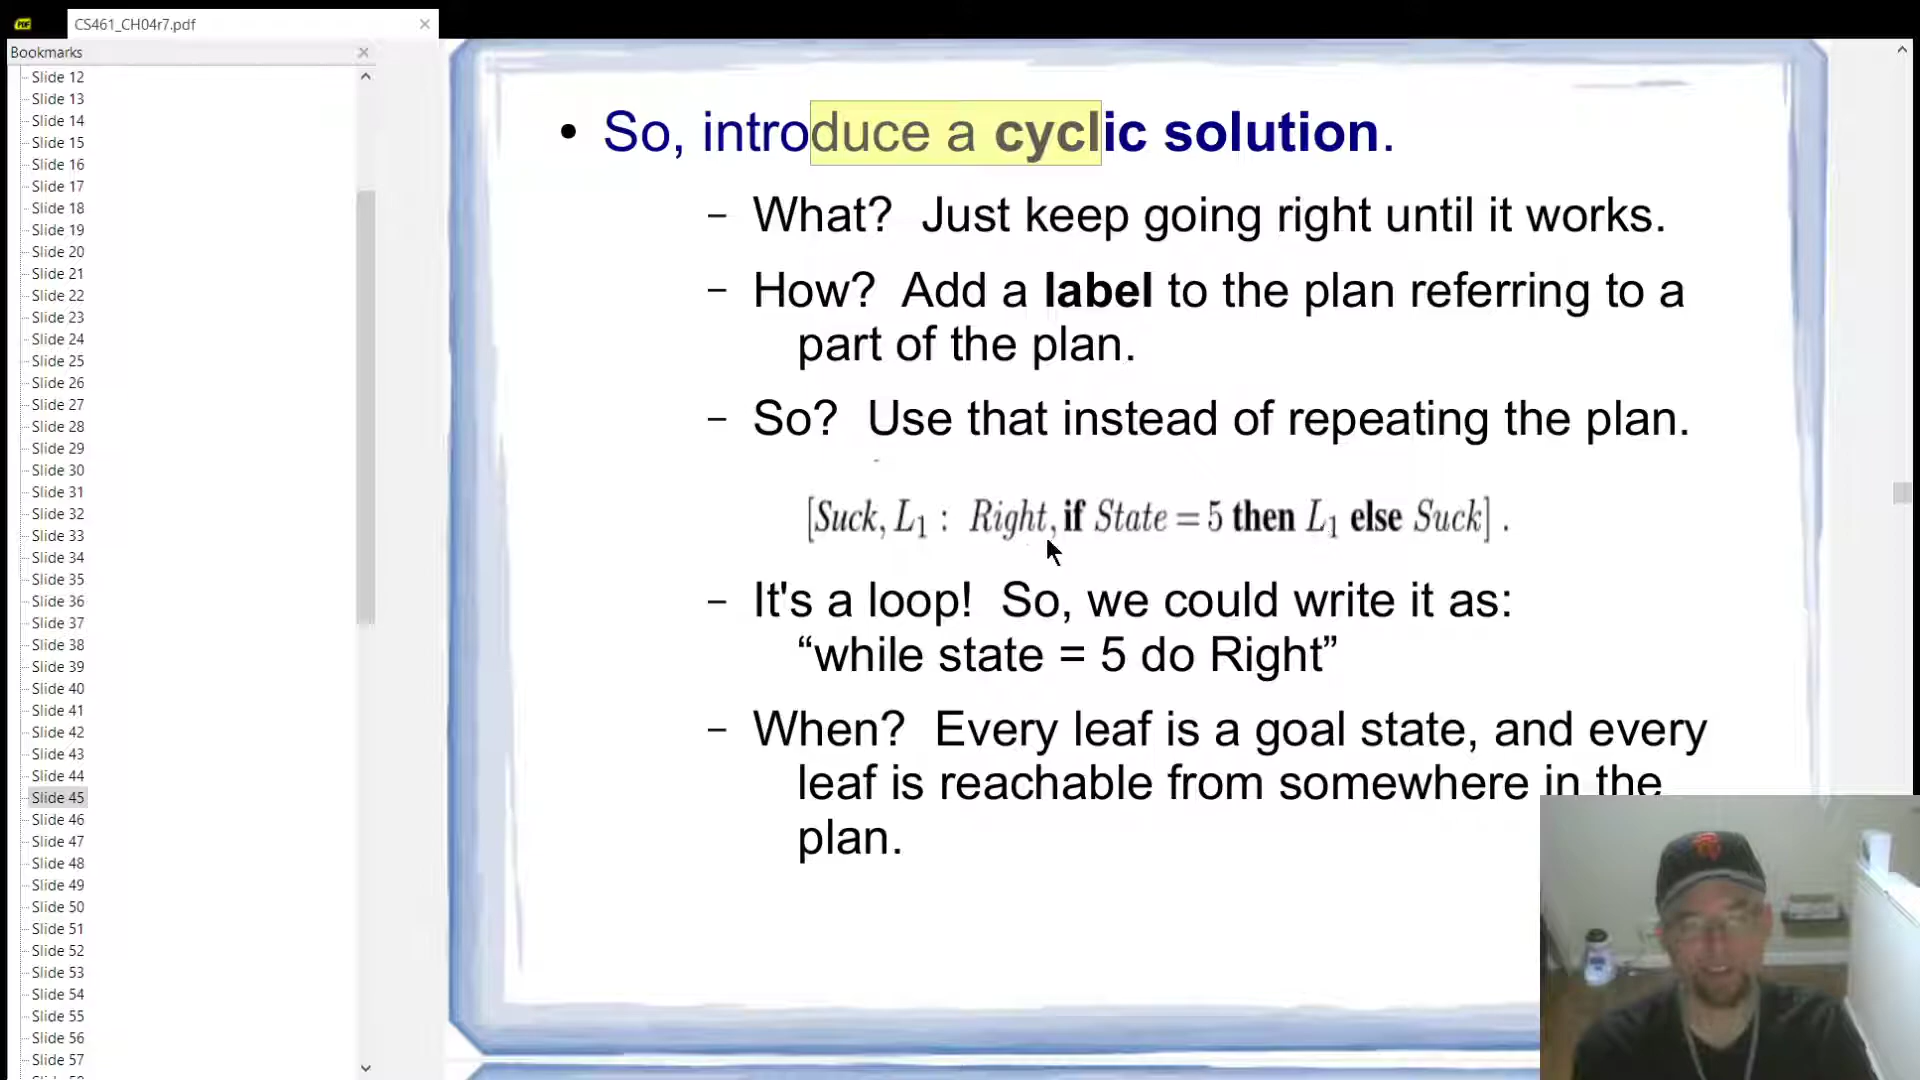 CS461_CH04r7.pdf
Bookmarks
Slide 12
Slide 13
Slide 14
Slide 15
Slide 16
Slide 17
Slide 18
Slide 19
Slide 20
Slide 21
Slide 22
Slide 23
Slide 24
Slide 25
Slide 26
Slide 27
Slide 28
Slide 29
Slide 30
Slide 31
Slide 32
Slide 33
Slide 34
Slide 35
Slide 36
Slide 37
Slide 38
Slide 39
Slide 40
Slide 41
Slide 42
Slide 43
Slide 44
Slide 45
Slide 46
Slide 47
Slide 48
Slide 49
Slide 50
Slide 51
Slide 52
Slide 53
Slide 54
Slide 55
Slide 56
Slide 57
• So, introduce a cyclic solution.
– What? Just keep going right until it works.
– How? Add a label to the plan referring to a
part of the plan.
– So? Use that instead of repeating the plan.
[Suck, L₁ : Right, if State = 5 then L₁ else Suck] .
– It's a loop! So, we could write it as:
“while state = 5 do Right”
– When? Every leaf is a goal state, and every
leaf is reachable from somewhere in the
plan.